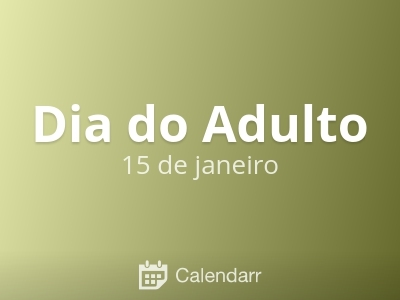 Dia do Adulto
15 de janeiro
Calendarr